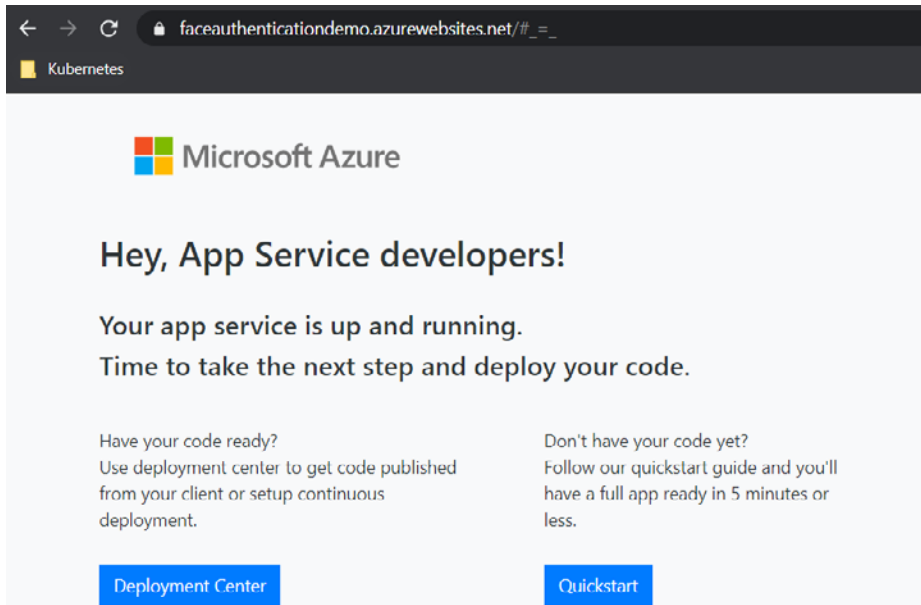 faceauthenticationdemo.azurewebsites.net/#_=_
Kubernetes
Microsoft Azure
Hey, App Service developers!
Your app service is up and running.
Time to take the next step and deploy your code.
Have your code ready?
Use deployment center to get code published
from your client or setup continuous
deployment.
Deployment Center
Don't have your code yet?
Follow our quickstart guide and you'll
have a full app ready in 5 minutes or
less.
Quickstart